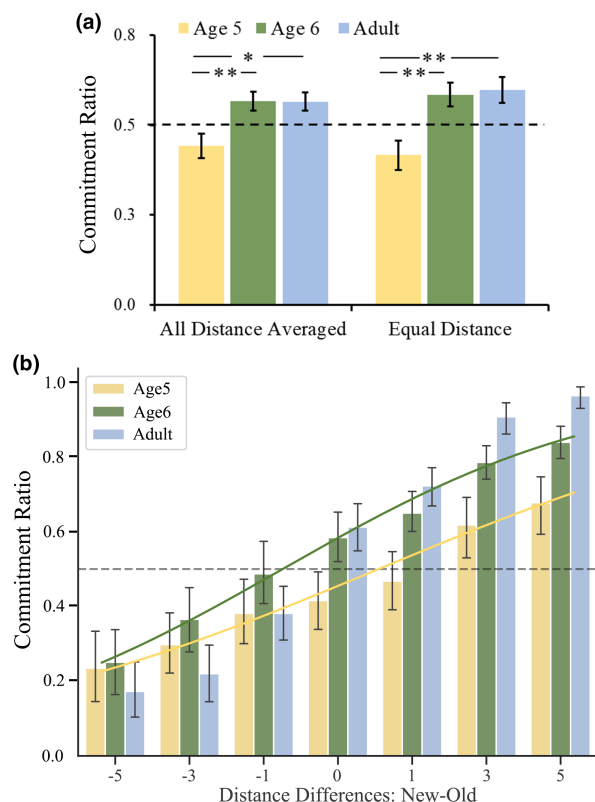 (a)
0.8
Age 5 Age 6 Adult
*
**
**
**
0.5
0.3
0.0
Commitment Ratio
All Distance Averaged Equal Distance
(b)
1.0
Age5
Age6
Adult
0.8
0.6
0.4
0.2
0.0
Commitment Ratio
-5 -3 -1 0 1 3 5
Distance Differences: New-Old